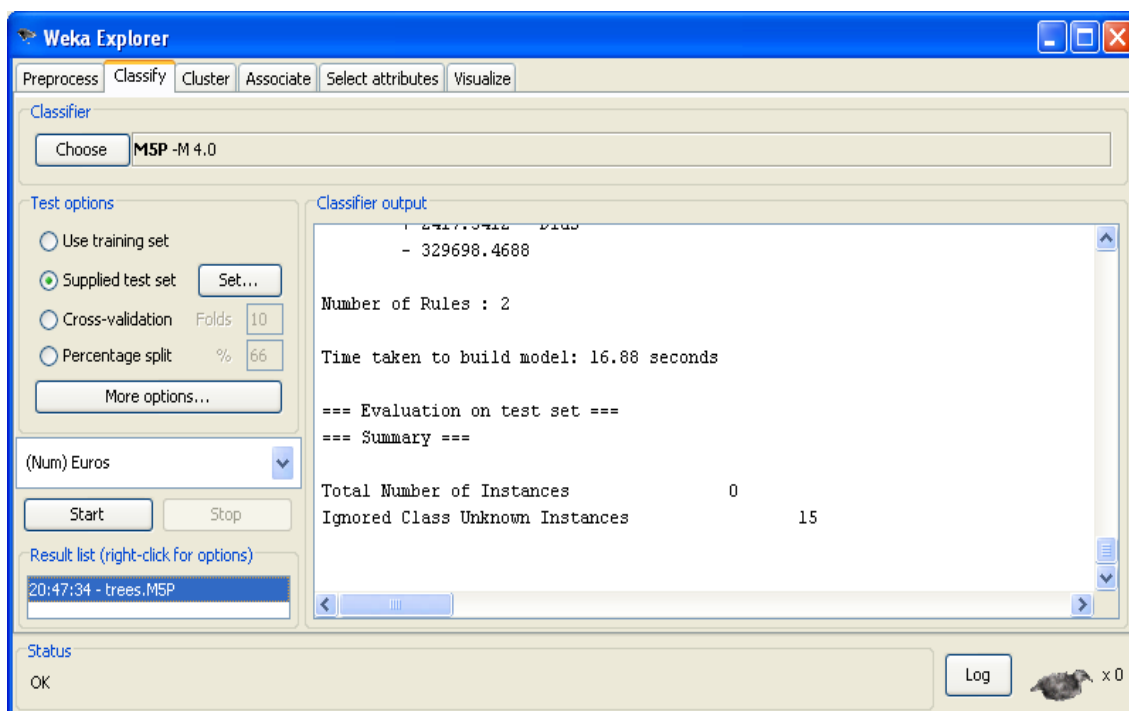 Weka Explorer
Preprocess Classify Cluster Associate Select attributes Visualize
Classifier
Choose M5P -M 4.0
Test options
Use training set
Supplied test set Set...
Cross-validation Folds 10
Percentage split % 66
More options...
(Num) Euros
Start Stop
Result list (right-click for options)
20:47:34 - trees.M5P
Classifier output
- 329698.4688
Number of Rules : 2
Time taken to build model: 16.88 seconds
=== Evaluation on test set ===
=== Summary ===
Total Number of Instances 0
Ignored Class Unknown Instances 15
Status
OK
Log x 0